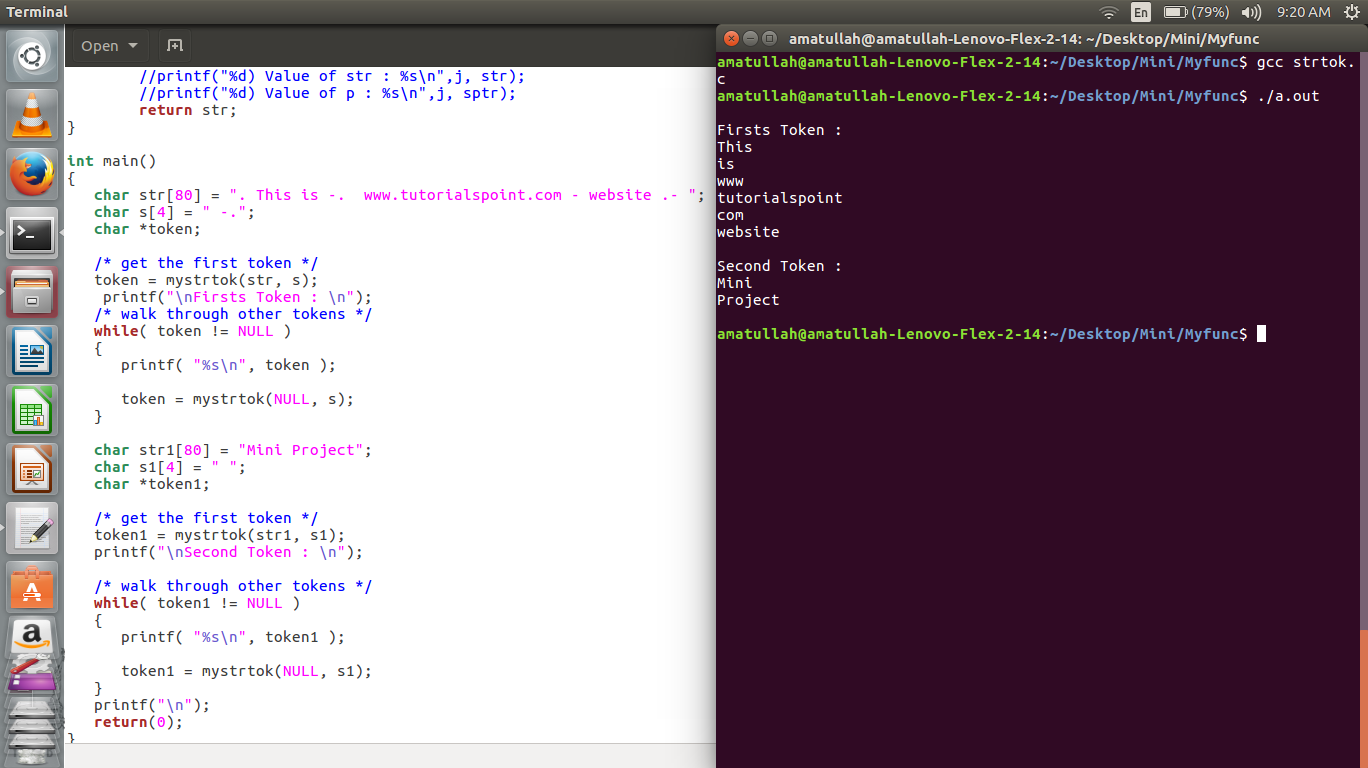 Terminal
En (79%) 9:20 AM
Open
//printf("%d) Value of str : %s\n",j, str);
//printf("%d) Value of p : %s\n",j, sptr);
return str;
}
int main()
{
char str[80] = ". This is -.  www.tutorialspoint.com - website .- ";
char s[4] = " -.";
char *token;
/* get the first token */
token = mystrtok(str, s);
printf("\nFirsts Token : \n");
/* walk through other tokens */
while( token != NULL )
{
printf( "%s\n", token );
token = mystrtok(NULL, s);
}
char str1[80] = "Mini Project";
char s1[4] = " ";
char *token1;
/* get the first token */
token1 = mystrtok(str1, s1);
printf("\nSecond Token : \n");
/* walk through other tokens */
while( token1 != NULL )
{
printf( "%s\n", token1 );
token1 = mystrtok(NULL, s1);
}
printf("\n");
return(0);
}
amatullah@amatullah-Lenovo-Flex-2-14: ~/Desktop/Mini/Myfunc
amatullah@amatullah-Lenovo-Flex-2-14:~/Desktop/Mini/Myfunc$ gcc strtok.
c
amatullah@amatullah-Lenovo-Flex-2-14:~/Desktop/Mini/Myfunc$ ./a.out
Firsts Token :
This
is
www
tutorialspoint
com
website
Second Token :
Mini
Project
amatullah@amatullah-Lenovo-Flex-2-14:~/Desktop/Mini/Myfunc$